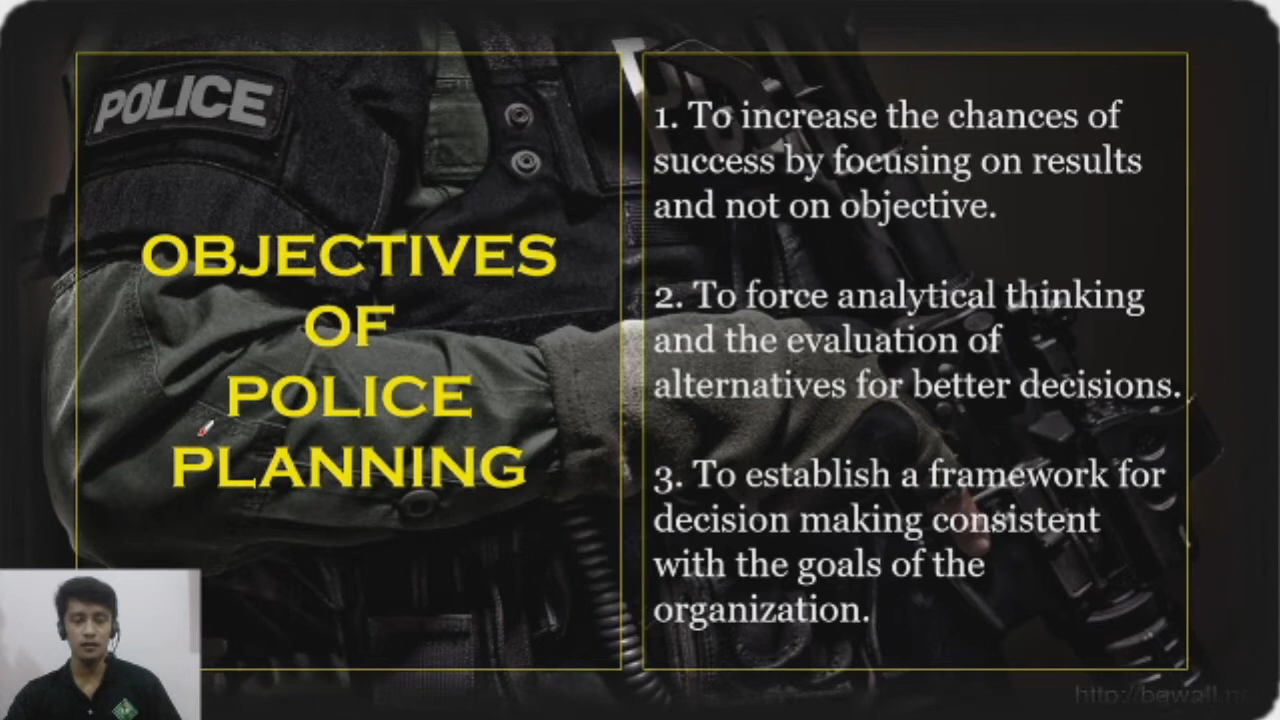 POLICE
OBJECTIVES
OF
POLICE
PLANNING
1. To increase the chances of
success by focusing on results
and not on objective.
2. To force analytical thinking
and the evaluation of
alternatives for better decisions.
3. To establish a framework for
decision making consistent
with the goals of the
organization.